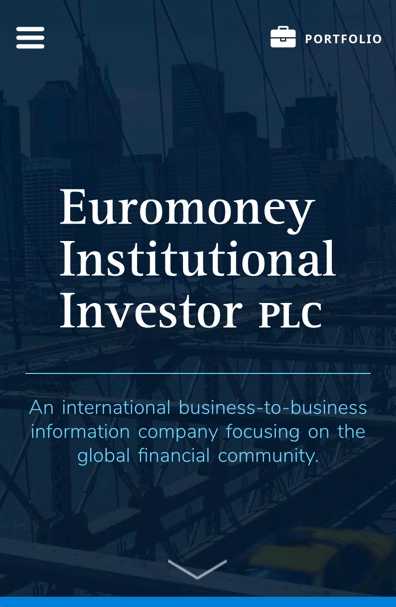 PORTFOLIO
Euromoney
Institutional
Investor PLC
An international business-to-business
information company focusing on the
global financial community.